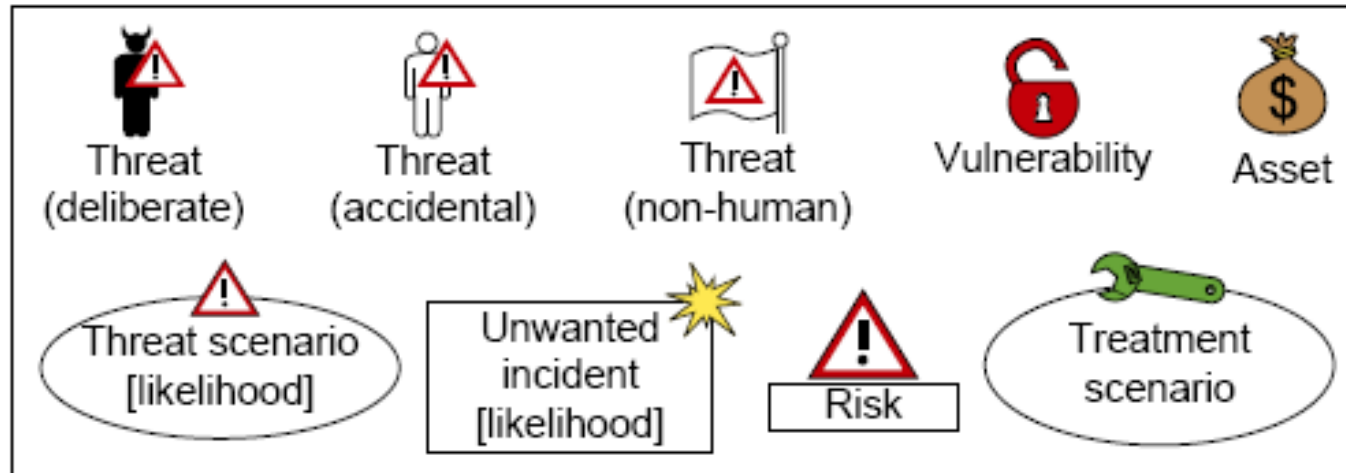 Threat
(deliberate)
Threat
(accidental)
Threat
(non-human)
Vulnerability
$
Asset
Threat scenario
[likelihood]
Unwanted
incident
[likelihood]
Risk
Treatment
scenario